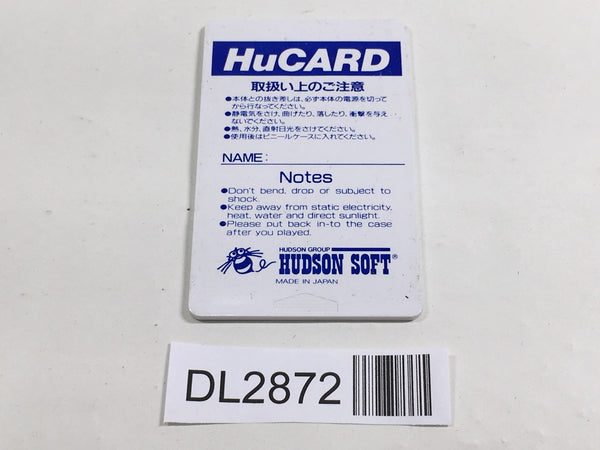 HuCARD
取扱い上のご注意
●本体との抜き差しは、必ず本体の電源を切って
から行なってください。
●静電気をさけ、曲げたり、落したり、衝撃を与え
ないでください。
●熱、水分、直射日光をさけてください。
●使用後はビニールケースに入れてください。
NAME:
Notes
●Don't bend, drop or subject to
shock.
●Keep away from static electricity,
heat, water and direct sunlight.
●Please put back in-to the case
after you played.
HUDSON GROUP
HUDSON SOFT®
MADE IN JAPAN
DL2872